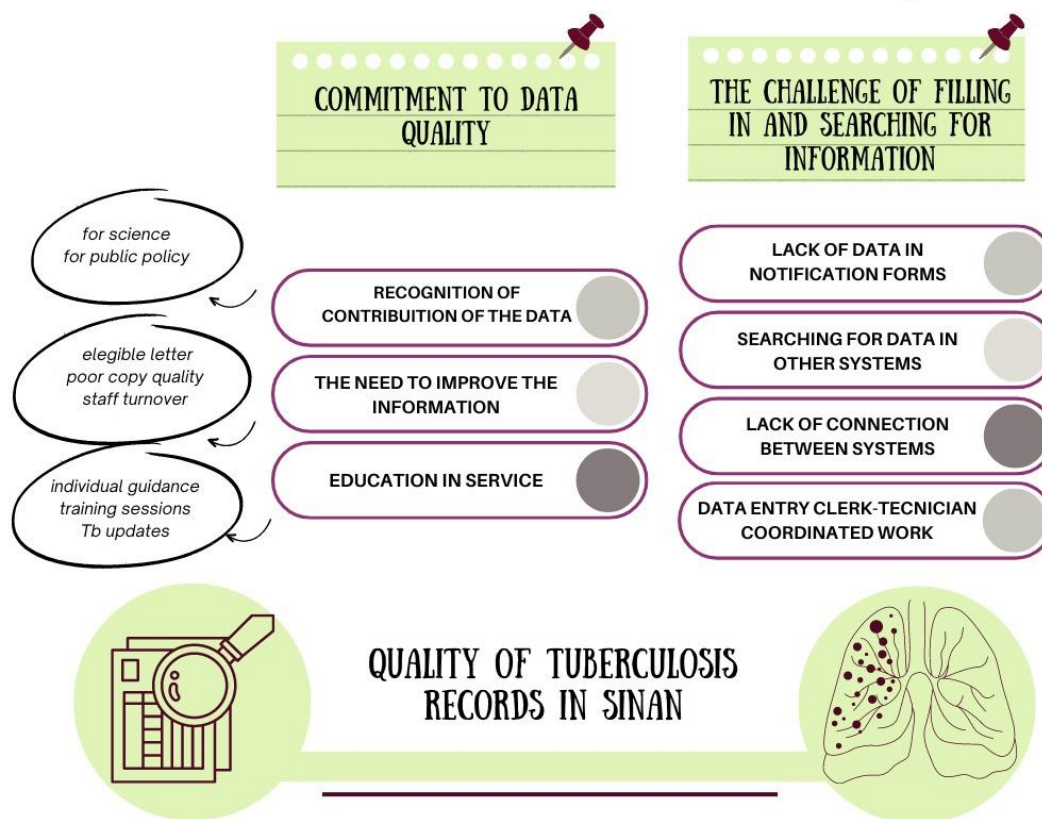 COMMITMENT TO DATA
QUALITY
THE CHALLENGE OF FILLING
IN AND SEARCHING FOR
INFORMATION
for science
for public policy
elegible letter
poor copy quality
staff turnover
individual guidance
training sessions
Tb updates
RECOGNITION OF
CONTRIBUITION OF THE DATA
THE NEED TO IMPROVE THE
INFORMATION
EDUCATION IN SERVICE
LACK OF DATA IN
NOTIFICATION FORMS
SEARCHING FOR DATA IN
OTHER SYSTEMS
LACK OF CONNECTION
BETWEEN SYSTEMS
DATA ENTRY CLERK-TECNICIAN
COORDINATED WORK
QUALITY OF TUBERCULOSIS
RECORDS IN SINAN